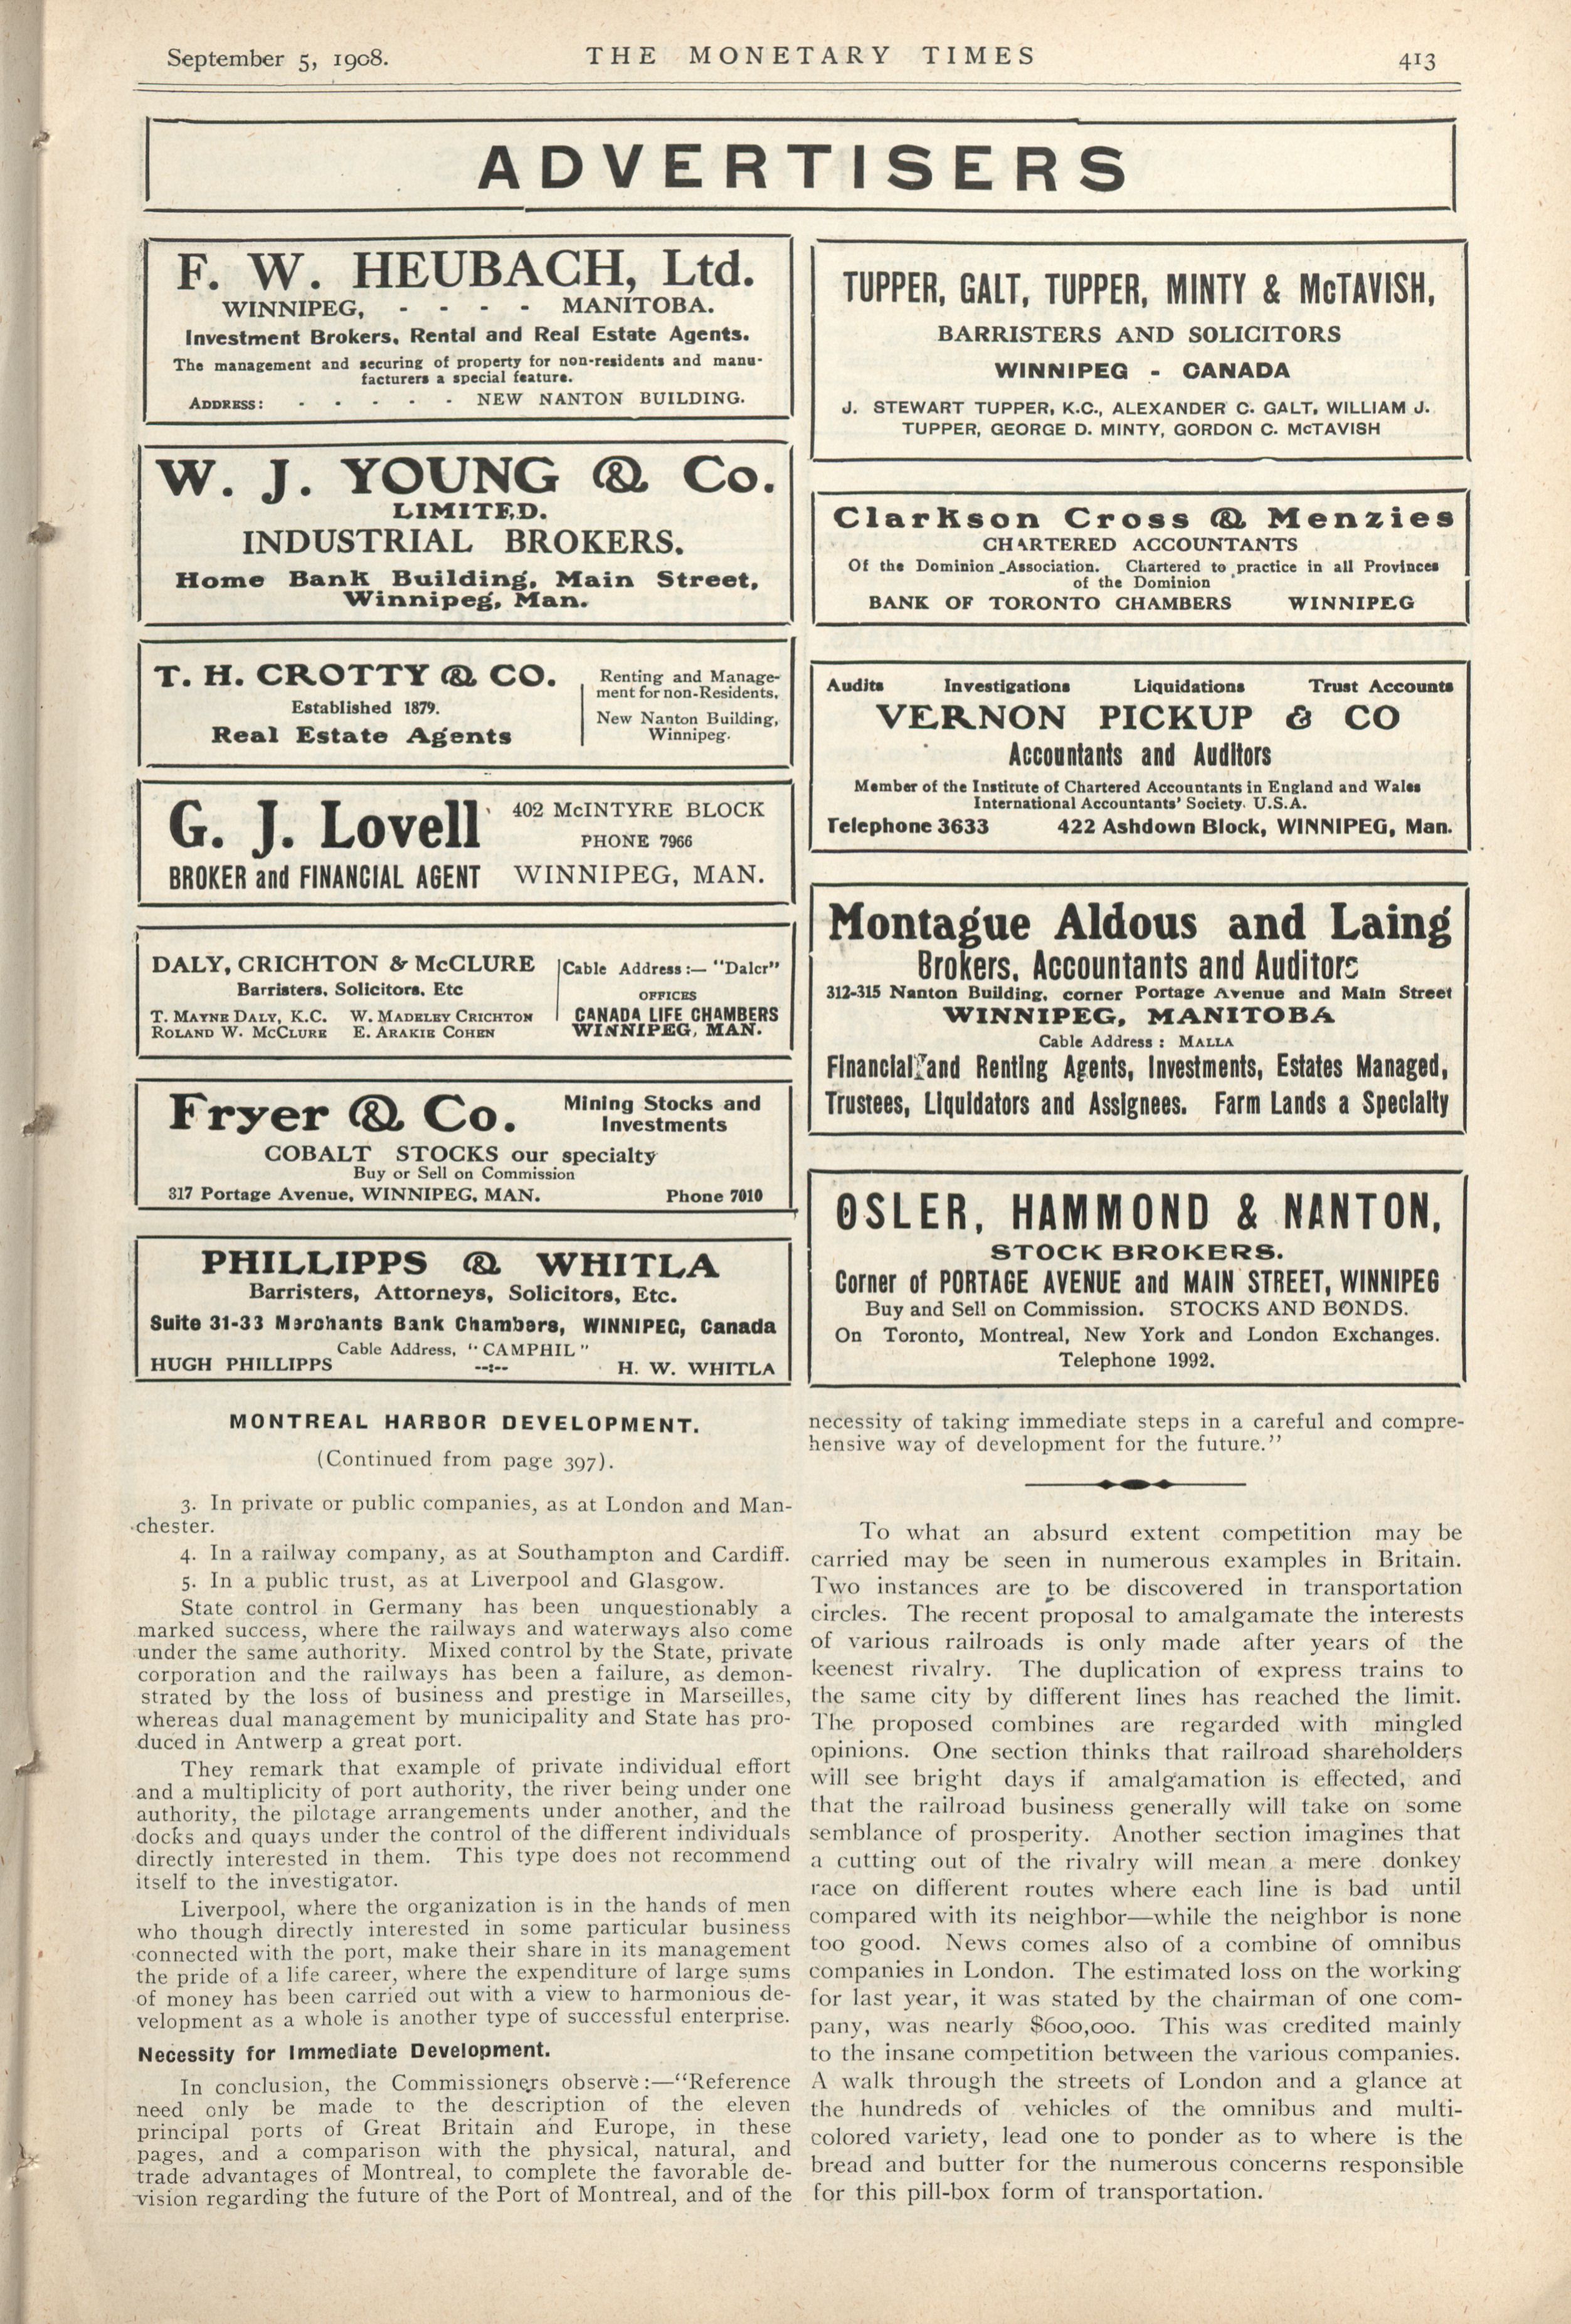 September 5, 1908.
THE MONETARY TIMES
413
ADVERTISERS
F. W. HEUBACH, Ltd.
WINNIPEG, - - - - MANITOBA.
Investment Brokers, Rental and Real Estate Agents.
The management and securing of property for non-residents and manu-
facturers a special feature.
ADDRESS: - - - - - NEW NANTON BUILDING.
W. J. YOUNG & Co.
LIMITED.
INDUSTRIAL BROKERS.
Home Bank Building, Main Street,
Winnipeg, Man.
T. H. CROTTY & CO.
Established 1879.
Real Estate Agents
Renting and Manage-
ment for non-Residents,
New Nanton Building,
Winnipeg.
G. J. Lovell
BROKER and FINANCIAL AGENT
402 McINTYRE BLOCK
PHONE 7966
WINNIPEG, MAN.
DALY, CRICHTON & McCLURE
Barristers, Solicitors, Etc
T. MAYNE DALY, K.C. W. MADELEY CRICHTON
ROLAND W. McCLURE E. ARAKIE COHEN
Cable Address:— "Dalcr"
OFFICES
CANADA LIFE CHAMBERS
WINNIPEG, MAN.
Fryer & Co.
Mining Stocks and
Investments
COBALT STOCKS our specialty
Buy or Sell on Commission
317 Portage Avenue, WINNIPEG, MAN. Phone 7010
PHILLIPPS & WHITLA
Barristers, Attorneys, Solicitors, Etc.
Suite 31-33 Merchants Bank Chambers, WINNIPEG, Canada
Cable Address, "CAMPHIL"
HUGH PHILLIPPS --:-- H. W. WHITLA
TUPPER, GALT, TUPPER, MINTY & McTAVISH,
BARRISTERS AND SOLICITORS
WINNIPEG - CANADA
J. STEWART TUPPER, K.C., ALEXANDER C. GALT, WILLIAM J.
TUPPER, GEORGE D. MINTY, GORDON C. McTAVISH
Clarkson Cross & Menzies
CHARTERED ACCOUNTANTS
Of the Dominion Association. Chartered to practice in all Provinces
of the Dominion
BANK OF TORONTO CHAMBERS WINNIPEG
Audits Investigations Liquidations Trust Accounts
VERNON PICKUP & CO
Accountants and Auditors
Member of the Institute of Chartered Accountants in England and Wales
International Accountants' Society. U.S.A.
Telephone 3633 422 Ashdown Block, WINNIPEG, Man.
Montague Aldous and Laing
Brokers, Accountants and Auditors
312-315 Nanton Building, corner Portage Avenue and Main Street
WINNIPEG, MANITOBA
Cable Address: MALLA
Financial and Renting Agents, Investments, Estates Managed,
Trustees, Liquidators and Assignees. Farm Lands a Specialty
OSLER, HAMMOND & NANTON,
STOCK BROKERS.
Corner of PORTAGE AVENUE and MAIN STREET, WINNIPEG
Buy and Sell on Commission. STOCKS AND BONDS.
On Toronto, Montreal, New York and London Exchanges.
Telephone 1992.
MONTREAL HARBOR DEVELOPMENT.
(Continued from page 397).
3. In private or public companies, as at London and Man-
chester.
4. In a railway company, as at Southampton and Cardiff.
5. In a public trust, as at Liverpool and Glasgow.
State control in Germany has been unquestionably a
marked success, where the railways and waterways also come
under the same authority. Mixed control by the State, private
corporation and the railways has been a failure, as demon-
strated by the loss of business and prestige in Marseilles,
whereas dual management by municipality and State has pro-
duced in Antwerp a great port.
They remark that example of private individual effort
and a multiplicity of port authority, the river being under one
authority, the pilotage arrangements under another, and the
docks and quays under the control of the different individuals
directly interested in them. This type does not recommend
itself to the investigator.
Liverpool, where the organization is in the hands of men
who though directly interested in some particular business
connected with the port, make their share in its management
the pride of a life career, where the expenditure of large sums
of money has been carried out with a view to harmonious de-
velopment as a whole is another type of successful enterprise.
Necessity for Immediate Development.
In conclusion, the Commissioners observe:—"Reference
need only be made to the description of the eleven
principal ports of Great Britain and Europe, in these
pages, and a comparison with the physical, natural, and
trade advantages of Montreal, to complete the favorable de-
vision regarding the future of the Port of Montreal, and of the
necessity of taking immediate steps in a careful and compre-
hensive way of development for the future."
To what an absurd extent competition may be
carried may be seen in numerous examples in Britain.
Two instances are to be discovered in transportation
circles. The recent proposal to amalgamate the interests
of various railroads is only made after years of the
keenest rivalry. The duplication of express trains to
the same city by different lines has reached the limit.
The proposed combines are regarded with mingled
opinions. One section thinks that railroad shareholders
will see bright days if amalgamation is effected, and
that the railroad business generally will take on some
semblance of prosperity. Another section imagines that
a cutting out of the rivalry will mean a mere donkey
race on different routes where each line is bad until
compared with its neighbor—while the neighbor is none
too good. News comes also of a combine of omnibus
companies in London. The estimated loss on the working
for last year, it was stated by the chairman of one com-
pany, was nearly $600,000. This was credited mainly
to the insane competition between the various companies.
A walk through the streets of London and a glance at
the hundreds of vehicles of the omnibus and multi-
colored variety, lead one to ponder as to where is the
bread and butter for the numerous concerns responsible
for this pill-box form of transportation.